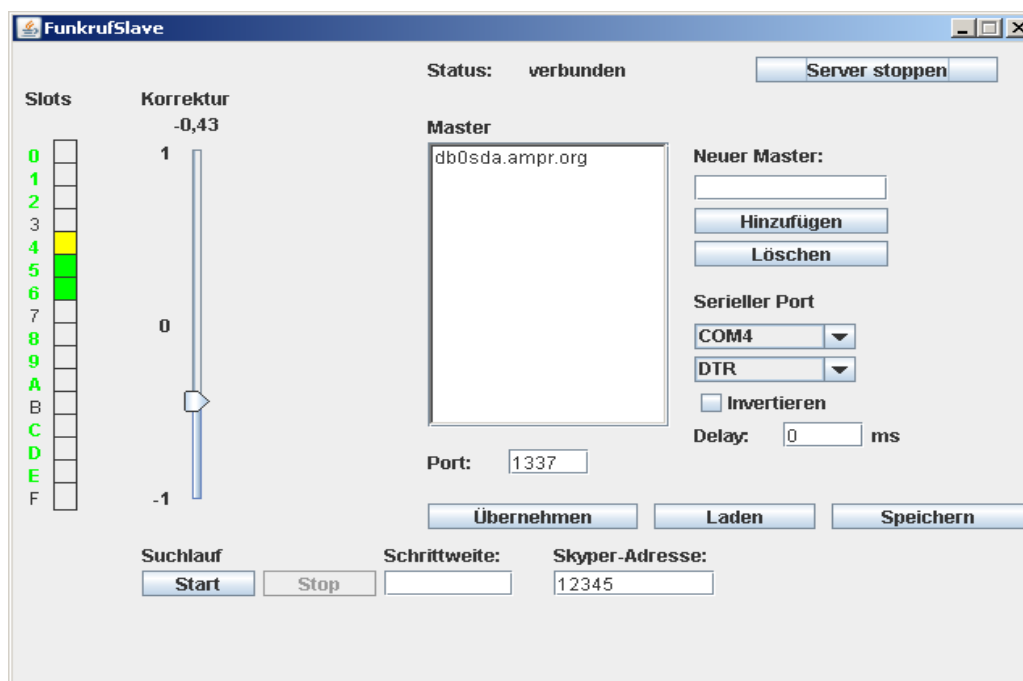 FunkrufSlave
Status: verbunden Server stoppen
Slots Korrektur
-0,43
Master
db0sda.ampr.org
Neuer Master:
Hinzufügen
Löschen
Serieller Port
COM4
DTR
Invertieren
Delay: 0 ms
0
1
2
3
4
5
6
7
8
9
A
B
C
D
E
F
1
0
-1
Port: 1337
Übernehmen Laden Speichern
Suchlauf Schrittweite: Skyper-Adresse:
Start Stop 12345